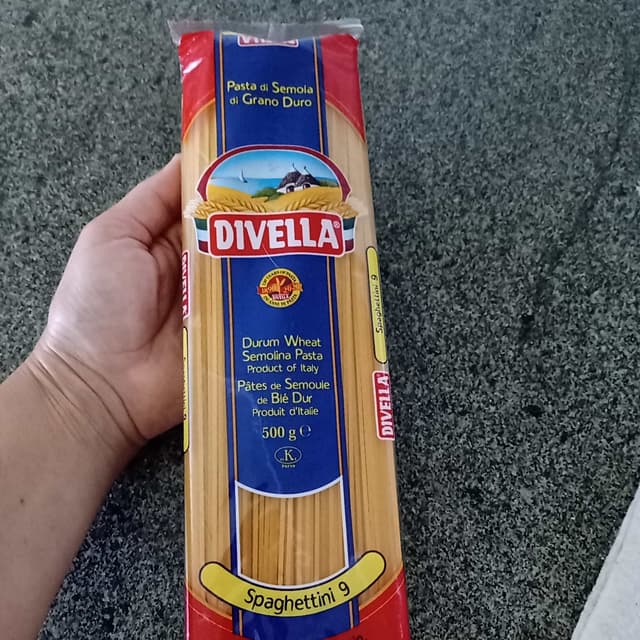 Pasta di Semola
di Grano Duro
DIVELLA®
Durum Wheat
Semolina Pasta
Product of Italy
Pâtes de Semoule
de Blé Dur
Produit d'Italie
500 g ℮
K
PARVE
Spaghettini 9
Spaghettini 9
DIVELLA